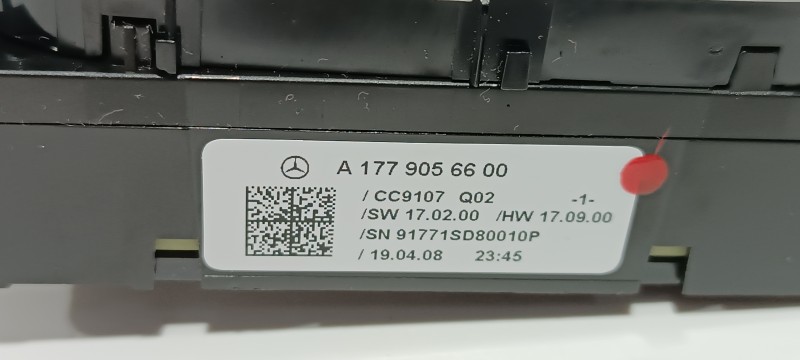 A 177 905 66 00
/ CC9107 Q02 -1-
/SW 17.02.00 /HW 17.09.00
/SN 91771SD80010P
/ 19.04.08 23:45